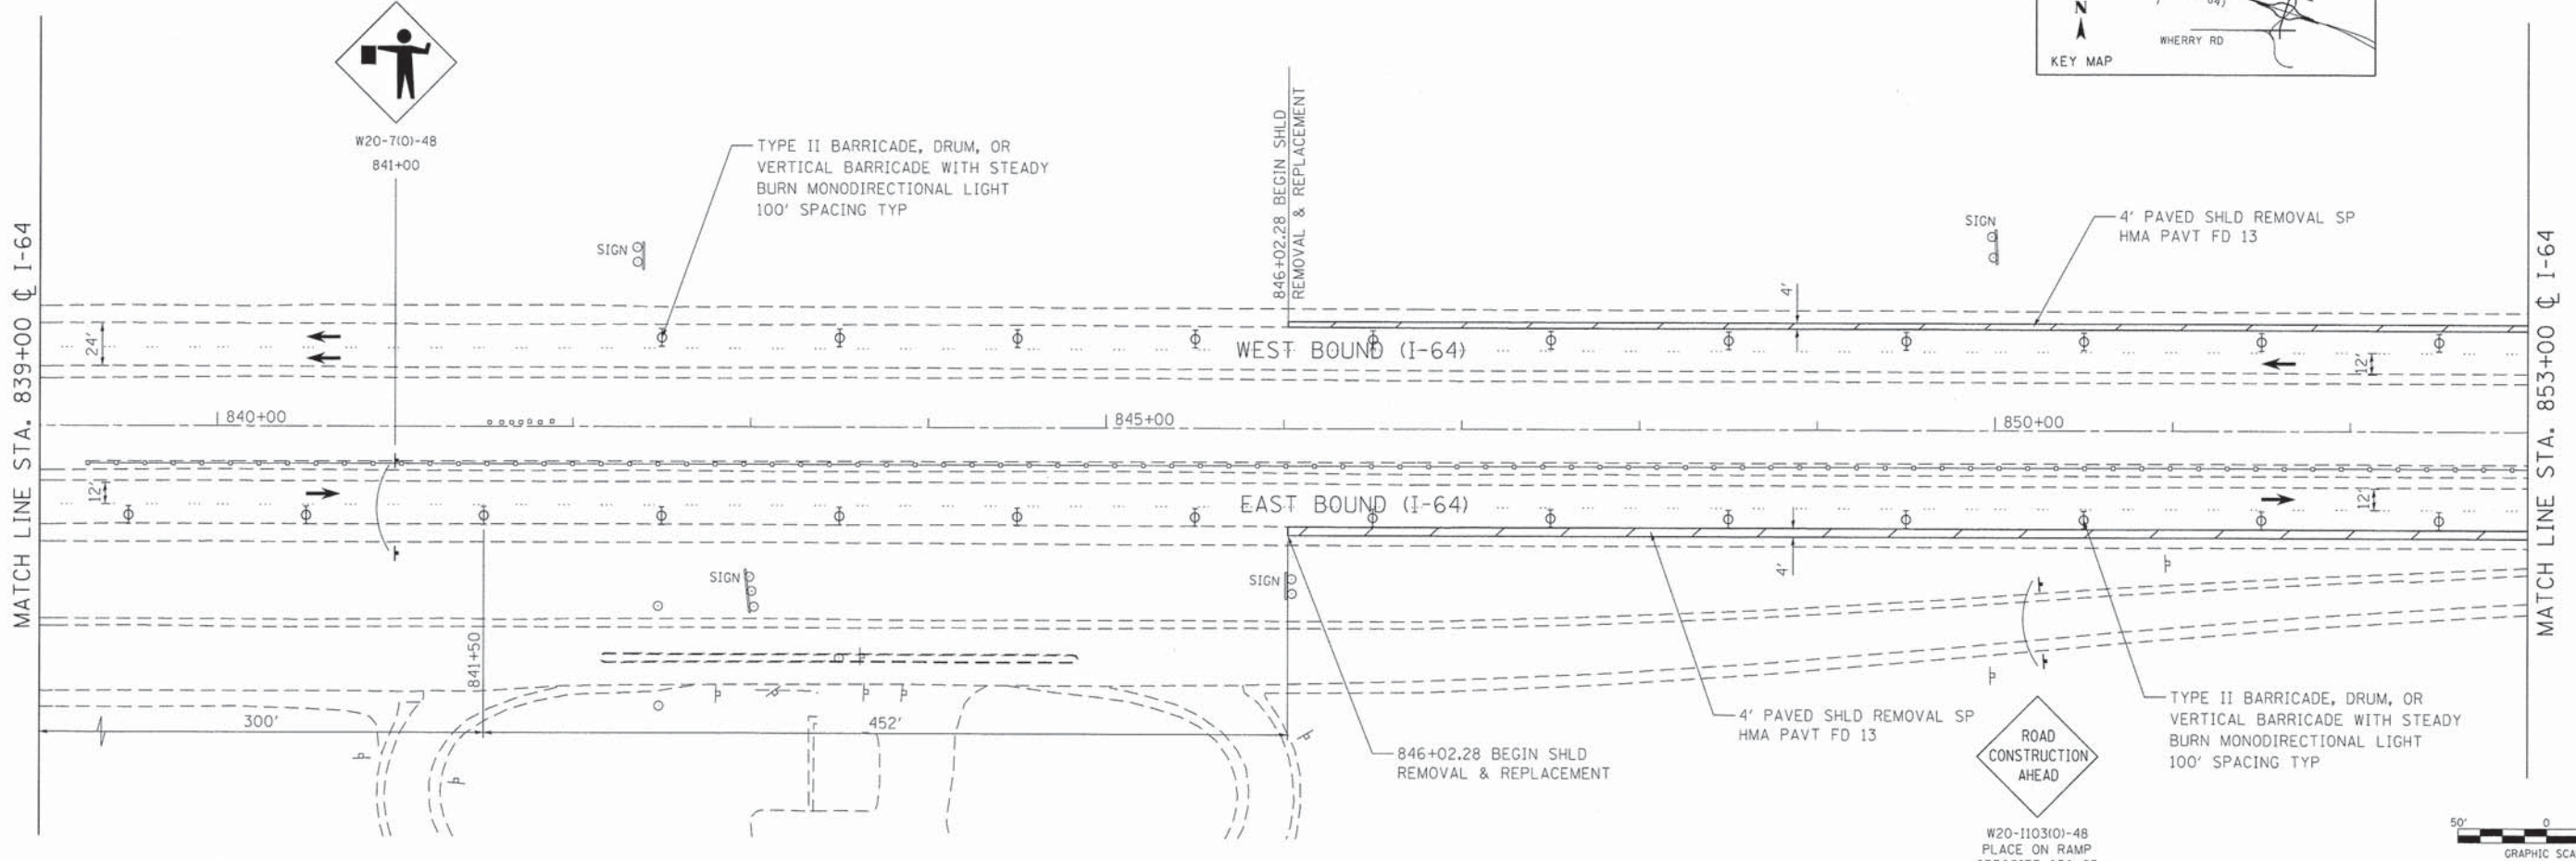 N
64)
WHERRY RD
KEY MAP
W20-7(O)-48
841+00
TYPE II BARRICADE, DRUM, OR
VERTICAL BARRICADE WITH STEADY
BURN MONODIRECTIONAL LIGHT
100' SPACING TYP
846+02.28 BEGIN SHLD
REMOVAL & REPLACEMENT
SIGN
SIGN
4' PAVED SHLD REMOVAL SP
HMA PAVT FD 13
MATCH LINE STA. 839+00 ℄ I-64
MATCH LINE STA. 853+00 ℄ I-64
4'
24'
WEST BOUND (I-64)
12'
840+00
845+00
850+00
12'
EAST BOUND (I-64)
12'
SIGN
SIGN
4'
841+50
300'
452'
4' PAVED SHLD REMOVAL SP
HMA PAVT FD 13
846+02.28 BEGIN SHLD
REMOVAL & REPLACEMENT
TYPE II BARRICADE, DRUM, OR
VERTICAL BARRICADE WITH STEADY
BURN MONODIRECTIONAL LIGHT
100' SPACING TYP
ROAD
CONSTRUCTION
AHEAD
W20-I103(O)-48
PLACE ON RAMP
50'
0
GRAPHIC SCA